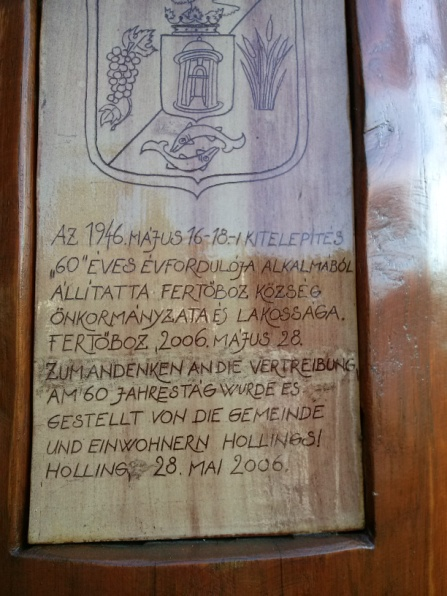 AZ 1946. MÁJUS 16-18-I KITELEPÍTÉS
„60" ÉVES ÉVFORDULÓJA ALKALMÁBÓL
ÁLLÍTATTA FERTŐBOZ KÖZSÉG
ÖNKORMÁNYZATA ÉS LAKOSSÁGA.
FERTŐBOZ, 2006. MÁJUS 28.
ZUM ANDENKEN AN DIE VERTREIBUNG
AM 60 JAHRESTAG WURDE ES
GESTELLT VON DIE GEMEINDE
UND EINWOHNERN HOLLINGS!
HOLLING, 28. MAI 2006.